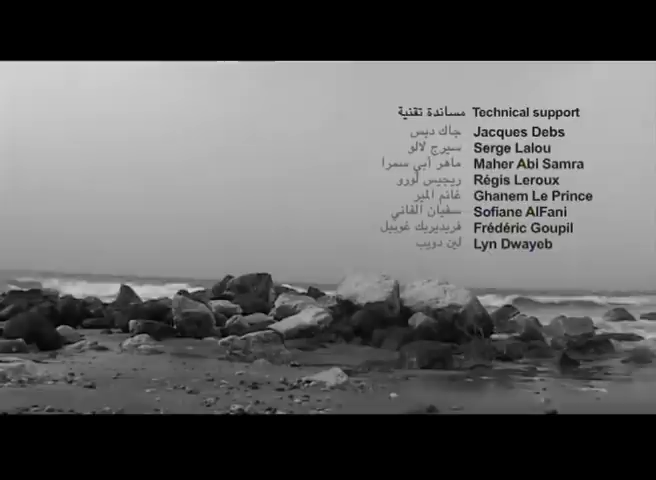 مساندة تقنية Technical support
جاك دبس Jacques Debs
سيرج لالو Serge Lalou
ماهر أبي سمرا Maher Abi Samra
ريجيس لورو Régis Leroux
غانم المير Ghanem Le Prince
سفيان الفاني Sofiane AlFani
فريديريك غوبيل Frédéric Goupil
لين دويب Lyn Dwayeb